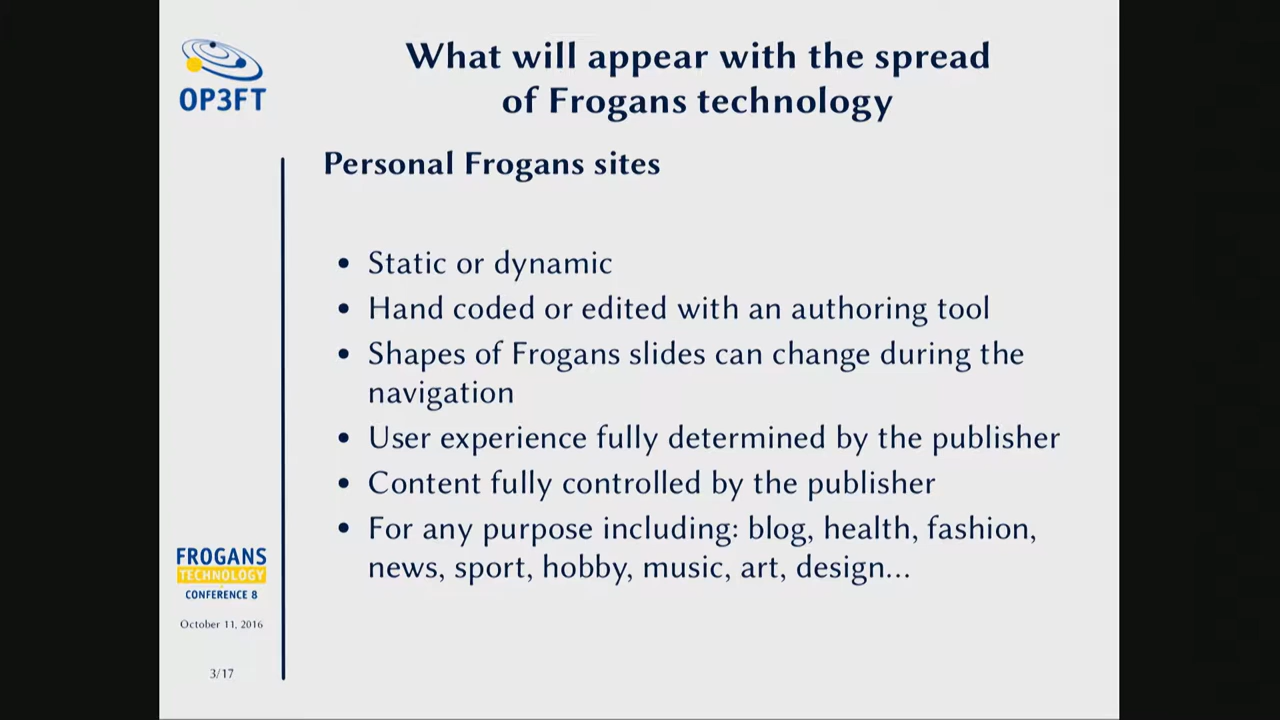 OP3FT
What will appear with the spread
of Frogans technology
Personal Frogans sites
• Static or dynamic
• Hand coded or edited with an authoring tool
• Shapes of Frogans slides can change during the
navigation
• User experience fully determined by the publisher
• Content fully controlled by the publisher
• For any purpose including: blog, health, fashion,
news, sport, hobby, music, art, design...
FROGANS
TECHNOLOGY
CONFERENCE 8
October 11, 2016
3/17